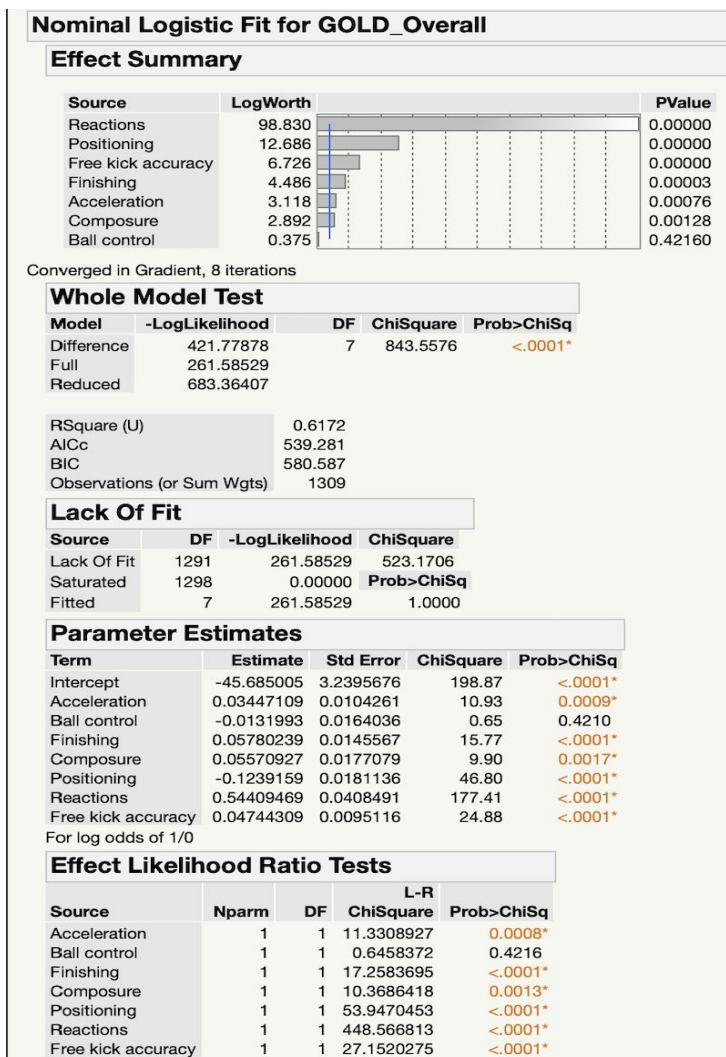 Nominal Logistic Fit for GOLD_Overall
Effect Summary
Source LogWorth PValue
Reactions 98.830 0.00000
Positioning 12.686 0.00000
Free kick accuracy 6.726 0.00000
Finishing 4.486 0.00003
Acceleration 3.118 0.00076
Composure 2.892 0.00128
Ball control 0.375 0.42160
Converged in Gradient, 8 iterations
Whole Model Test
Model -LogLikelihood DF ChiSquare Prob>ChiSq
Difference 421.77878 7 843.5576 <.0001*
Full 261.58529
Reduced 683.36407
RSquare (U) 0.6172
AICc 539.281
BIC 580.587
Observations (or Sum Wgts) 1309
Lack Of Fit
Source DF -LogLikelihood ChiSquare
Lack Of Fit 1291 261.58529 523.1706
Saturated 1298 0.00000 Prob>ChiSq
Fitted 7 261.58529 1.0000
Parameter Estimates
Term Estimate Std Error ChiSquare Prob>ChiSq
Intercept -45.685005 3.2395676 198.87 <.0001*
Acceleration 0.03447109 0.0104261 10.93 0.0009*
Ball control -0.0131993 0.0164036 0.65 0.4210
Finishing 0.05780239 0.0145567 15.77 <.0001*
Composure 0.05570927 0.0177079 9.90 0.0017*
Positioning -0.1239159 0.0181136 46.80 <.0001*
Reactions 0.54409469 0.0408491 177.41 <.0001*
Free kick accuracy 0.04744309 0.0095116 24.88 <.0001*
For log odds of 1/0
Effect Likelihood Ratio Tests
L-R
Source Nparm DF ChiSquare Prob>ChiSq
Acceleration 1 1 11.3308927 0.0008*
Ball control 1 1 0.6458372 0.4216
Finishing 1 1 17.2583695 <.0001*
Composure 1 1 10.3686418 0.0013*
Positioning 1 1 53.9470453 <.0001*
Reactions 1 1 448.566813 <.0001*
Free kick accuracy 1 1 27.1520275 <.0001*